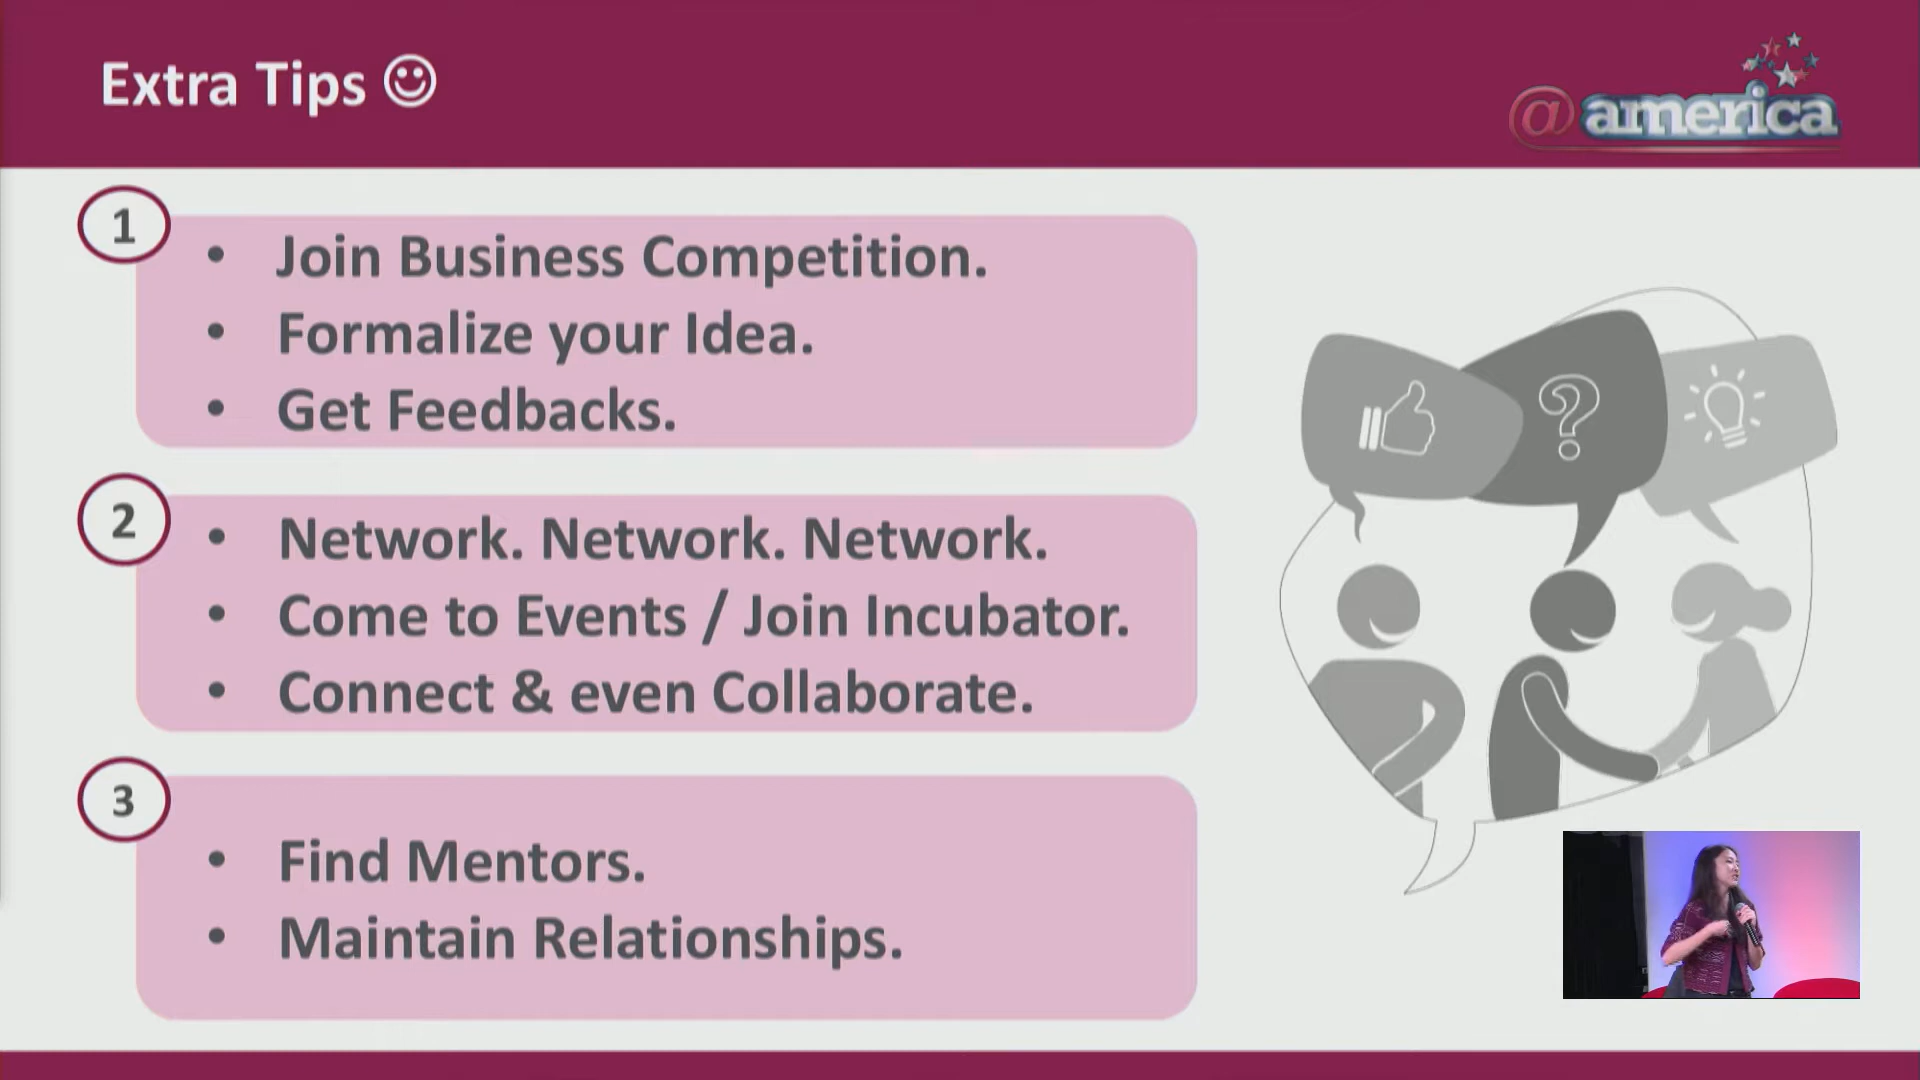 Extra Tips ☺
@america
1
• Join Business Competition.
• Formalize your Idea.
• Get Feedbacks.
2
• Network. Network. Network.
• Come to Events / Join Incubator.
• Connect & even Collaborate.
3
• Find Mentors.
• Maintain Relationships.